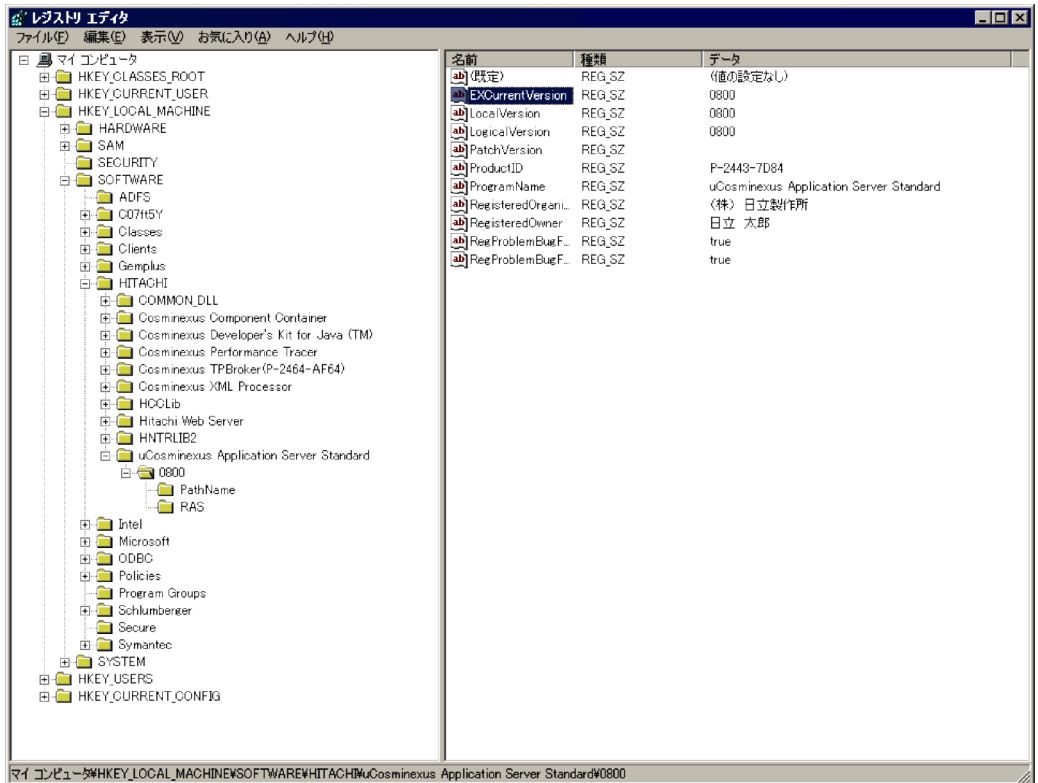 レジストリ エディタ
ファイル(F) 編集(E) 表示(V) お気に入り(A) ヘルプ(H)
マイ コンピュータ
HKEY_CLASSES_ROOT
HKEY_CURRENT_USER
HKEY_LOCAL_MACHINE
HARDWARE
SAM
SECURITY
SOFTWARE
ADFS
C07ft5Y
Classes
Clients
Gemplus
HITACHI
COMMON_DLL
Cosminexus Component Container
Cosminexus Developer's Kit for Java (TM)
Cosminexus Performance Tracer
Cosminexus TPBroker(P-2464-AF64)
Cosminexus XML Processor
HCCLib
Hitachi Web Server
HNTRLIB2
uCosminexus Application Server Standard
0800
PathName
RAS
Intel
Microsoft
ODBC
Policies
Program Groups
Schlumberger
Secure
Symantec
SYSTEM
HKEY_USERS
HKEY_CURRENT_CONFIG
名前 種類 データ
(既定) REG_SZ (値の設定なし)
EXCurrentVersion REG_SZ 0800
LocalVersion REG_SZ 0800
LogicalVersion REG_SZ 0800
PatchVersion REG_SZ
ProductID REG_SZ P-2443-7D84
ProgramName REG_SZ uCosminexus Application Server Standard
RegisteredOrgani... REG_SZ (株) 日立製作所
RegisteredOwner REG_SZ 日立 太郎
RegProblemBugF... REG_SZ true
RegProblemBugF... REG_SZ true
マイ コンピュータ¥HKEY_LOCAL_MACHINE¥SOFTWARE¥HITACHI¥uCosminexus Application Server Standard¥0800